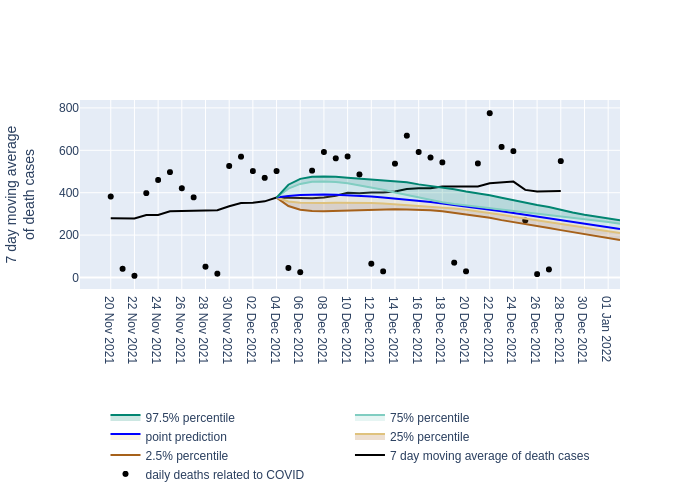 7 day moving average
of death cases
800
600
400
200
0
20 Nov 2021
22 Nov 2021
24 Nov 2021
26 Nov 2021
28 Nov 2021
30 Nov 2021
02 Dec 2021
04 Dec 2021
06 Dec 2021
08 Dec 2021
10 Dec 2021
12 Dec 2021
14 Dec 2021
16 Dec 2021
18 Dec 2021
20 Dec 2021
22 Dec 2021
24 Dec 2021
26 Dec 2021
28 Dec 2021
30 Dec 2021
01 Jan 2022
97.5% percentile
75% percentile
point prediction
25% percentile
2.5% percentile
7 day moving average of death cases
daily deaths related to COVID